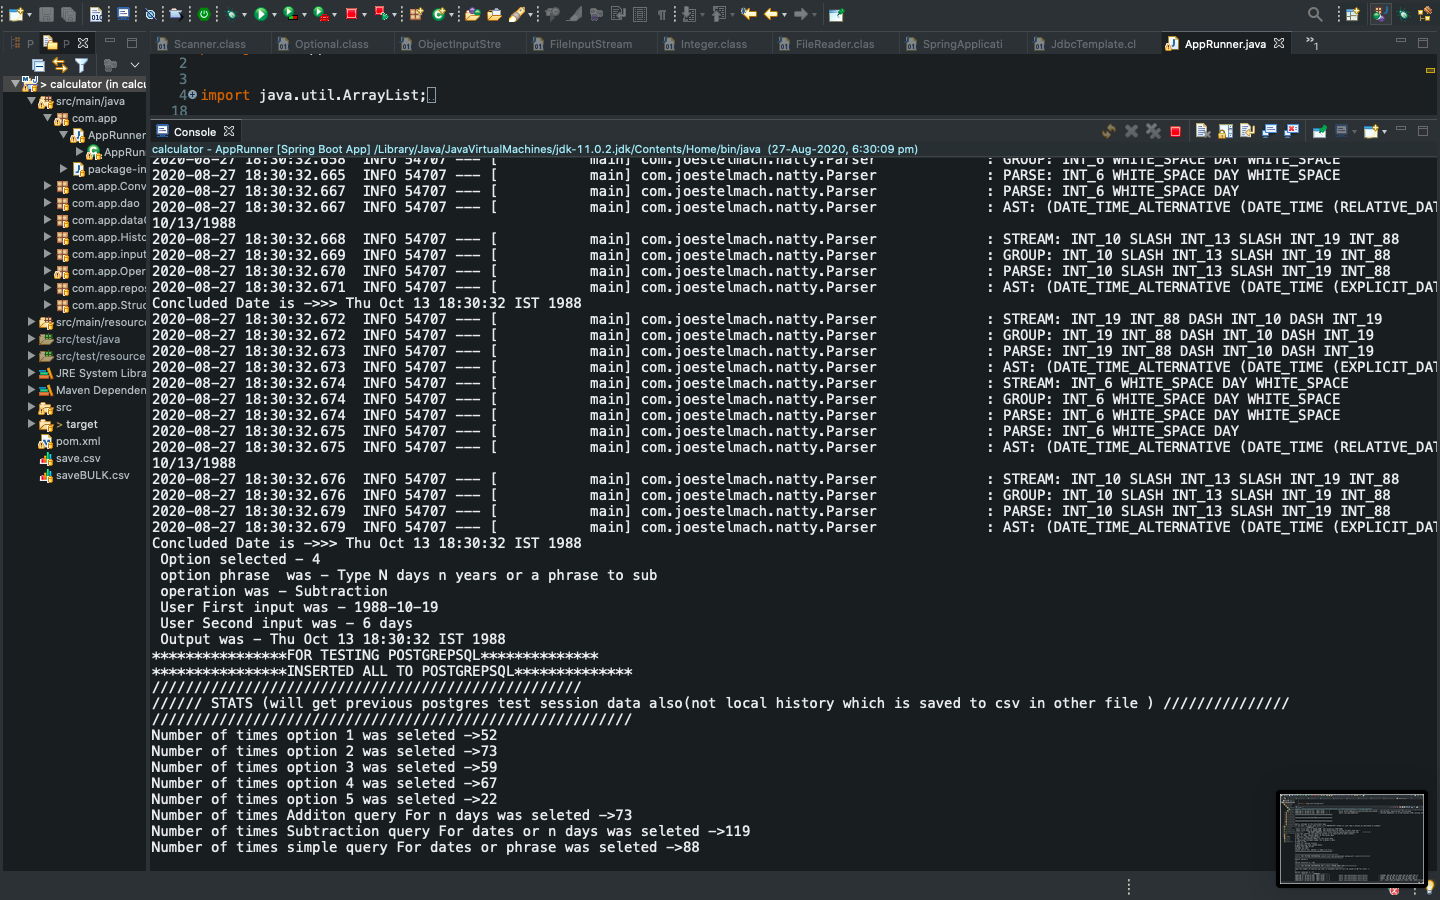 Scanner.class
Optional.class
ObjectInputStre
FileInputStream
Integer.class
FileReader.clas
SpringApplicati
JdbcTemplate.cl
AppRunner.java
»1
P
P
> calculator (in calcu
src/main/java
com.app
AppRunner
AppRun
package-in
com.app.Conv
com.app.dao
com.app.data(
com.app.Histo
com.app.input
com.app.Oper
com.app.repos
com.app.Struc
src/main/resource
src/test/java
src/test/resource
JRE System Libra
Maven Dependen
src
> target
pom.xml
save.csv
saveBULK.csv
2
3
4 import java.util.ArrayList;
18
Console
calculator - AppRunner [Spring Boot App] /Library/Java/JavaVirtualMachines/jdk-11.0.2.jdk/Contents/Home/bin/java (27-Aug-2020, 6:30:09 pm)
2020-08-27 18:30:32.658  INFO 54707 --- [           main] com.joestelmach.natty.Parser             : GROUP: INT_6 WHITE_SPACE DAY WHITE_SPACE
2020-08-27 18:30:32.665  INFO 54707 --- [           main] com.joestelmach.natty.Parser             : PARSE: INT_6 WHITE_SPACE DAY WHITE_SPACE
2020-08-27 18:30:32.667  INFO 54707 --- [           main] com.joestelmach.natty.Parser             : PARSE: INT_6 WHITE_SPACE DAY
2020-08-27 18:30:32.667  INFO 54707 --- [           main] com.joestelmach.natty.Parser             : AST: (DATE_TIME_ALTERNATIVE (DATE_TIME (RELATIVE_DAT
10/13/1988
2020-08-27 18:30:32.668  INFO 54707 --- [           main] com.joestelmach.natty.Parser             : STREAM: INT_10 SLASH INT_13 SLASH INT_19 INT_88
2020-08-27 18:30:32.669  INFO 54707 --- [           main] com.joestelmach.natty.Parser             : GROUP: INT_10 SLASH INT_13 SLASH INT_19 INT_88
2020-08-27 18:30:32.670  INFO 54707 --- [           main] com.joestelmach.natty.Parser             : PARSE: INT_10 SLASH INT_13 SLASH INT_19 INT_88
2020-08-27 18:30:32.671  INFO 54707 --- [           main] com.joestelmach.natty.Parser             : AST: (DATE_TIME_ALTERNATIVE (DATE_TIME (EXPLICIT_DAT
Concluded Date is ->>> Thu Oct 13 18:30:32 IST 1988
2020-08-27 18:30:32.672  INFO 54707 --- [           main] com.joestelmach.natty.Parser             : STREAM: INT_19 INT_88 DASH INT_10 DASH INT_19
2020-08-27 18:30:32.672  INFO 54707 --- [           main] com.joestelmach.natty.Parser             : GROUP: INT_19 INT_88 DASH INT_10 DASH INT_19
2020-08-27 18:30:32.673  INFO 54707 --- [           main] com.joestelmach.natty.Parser             : PARSE: INT_19 INT_88 DASH INT_10 DASH INT_19
2020-08-27 18:30:32.673  INFO 54707 --- [           main] com.joestelmach.natty.Parser             : AST: (DATE_TIME_ALTERNATIVE (DATE_TIME (EXPLICIT_DAT
2020-08-27 18:30:32.674  INFO 54707 --- [           main] com.joestelmach.natty.Parser             : STREAM: INT_6 WHITE_SPACE DAY WHITE_SPACE
2020-08-27 18:30:32.674  INFO 54707 --- [           main] com.joestelmach.natty.Parser             : GROUP: INT_6 WHITE_SPACE DAY WHITE_SPACE
2020-08-27 18:30:32.674  INFO 54707 --- [           main] com.joestelmach.natty.Parser             : PARSE: INT_6 WHITE_SPACE DAY WHITE_SPACE
2020-08-27 18:30:32.675  INFO 54707 --- [           main] com.joestelmach.natty.Parser             : PARSE: INT_6 WHITE_SPACE DAY
2020-08-27 18:30:32.675  INFO 54707 --- [           main] com.joestelmach.natty.Parser             : AST: (DATE_TIME_ALTERNATIVE (DATE_TIME (RELATIVE_DAT
10/13/1988
2020-08-27 18:30:32.676  INFO 54707 --- [           main] com.joestelmach.natty.Parser             : STREAM: INT_10 SLASH INT_13 SLASH INT_19 INT_88
2020-08-27 18:30:32.676  INFO 54707 --- [           main] com.joestelmach.natty.Parser             : GROUP: INT_10 SLASH INT_13 SLASH INT_19 INT_88
2020-08-27 18:30:32.679  INFO 54707 --- [           main] com.joestelmach.natty.Parser             : PARSE: INT_10 SLASH INT_13 SLASH INT_19 INT_88
2020-08-27 18:30:32.679  INFO 54707 --- [           main] com.joestelmach.natty.Parser             : AST: (DATE_TIME_ALTERNATIVE (DATE_TIME (EXPLICIT_DAT
Concluded Date is ->>> Thu Oct 13 18:30:32 IST 1988
Option selected - 4
option phrase  was - Type N days n years or a phrase to sub
operation was - Subtraction
User First input was - 1988-10-19
User Second input was - 6 days
Output was - Thu Oct 13 18:30:32 IST 1988
****************FOR TESTING POSTGREPSQL**************
****************INSERTED ALL TO POSTGREPSQL**************
///////////////////////////////////////////////////
////// STATS (will get previous postgres test session data also(not local history which is saved to csv in other file ) ///////////////
/////////////////////////////////////////////////////////
Number of times option 1 was seleted ->52
Number of times option 2 was seleted ->73
Number of times option 3 was seleted ->59
Number of times option 4 was seleted ->67
Number of times option 5 was seleted ->22
Number of times Additon query For n days was seleted ->73
Number of times Subtraction query For dates or n days was seleted ->119
Number of times simple query For dates or phrase was seleted ->88